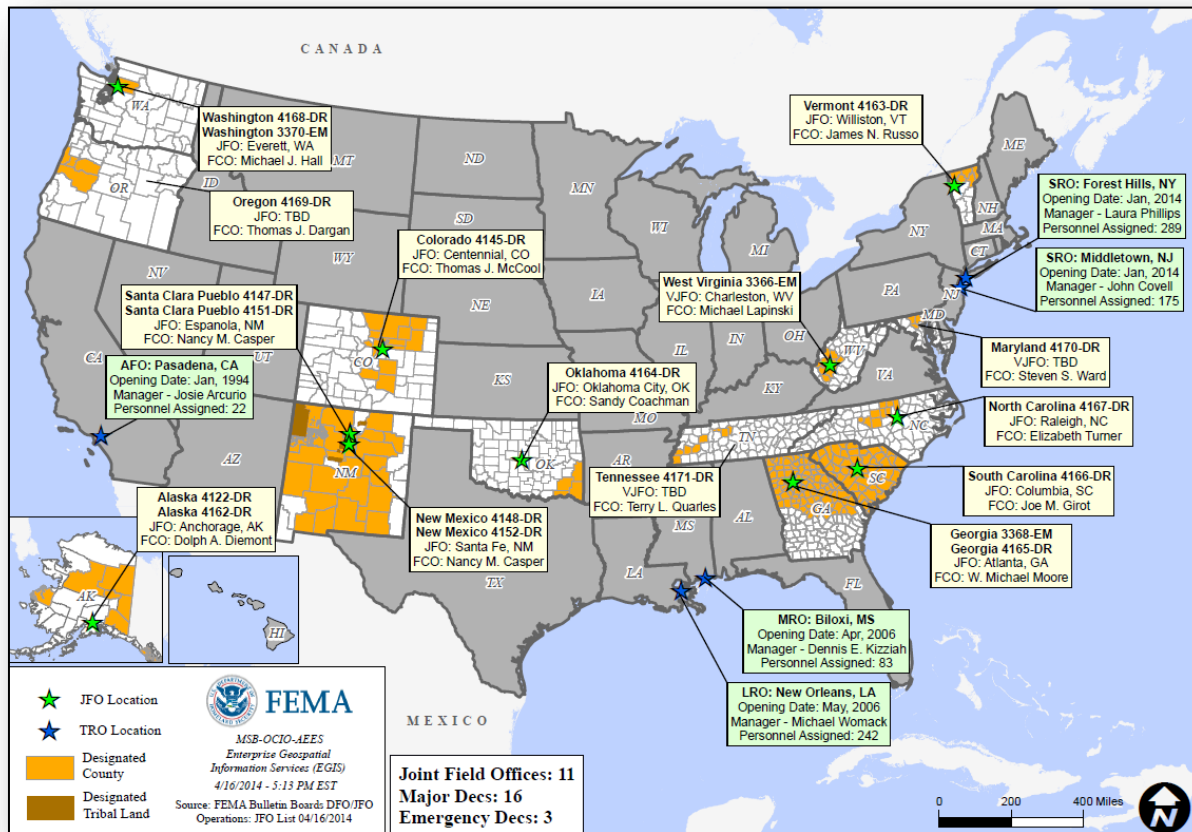 CANADA
Washington 4168-DR
Washington 3370-EM
JFO: Everett, WA
FCO: Michael J. Hall
Vermont 4163-DR
JFO: Williston, VT
FCO: James N. Russo
Oregon 4169-DR
JFO: TBD
FCO: Thomas J. Dargan
Colorado 4145-DR
JFO: Centennial, CO
FCO: Thomas J. McCool
SRO: Forest Hills, NY
Opening Date: Jan, 2014
Manager - Laura Phillips
Personnel Assigned: 289
SRO: Middletown, NJ
Opening Date: Jan, 2014
Manager - John Covell
Personnel Assigned: 175
Santa Clara Pueblo 4147-DR
Santa Clara Pueblo 4151-DR
JFO: Espanola, NM
FCO: Nancy M. Casper
West Virginia 3366-EM
VJFO: Charleston, WV
FCO: Michael Lapinski
AFO: Pasadena, CA
Opening Date: Jan, 1994
Manager - Josie Arcurio
Personnel Assigned: 22
Oklahoma 4164-DR
JFO: Oklahoma City, OK
FCO: Sandy Coachman
Maryland 4170-DR
VJFO: TBD
FCO: Steven S. Ward
North Carolina 4167-DR
JFO: Raleigh, NC
FCO: Elizabeth Turner
Alaska 4122-DR
Alaska 4162-DR
JFO: Anchorage, AK
FCO: Dolph A. Diemont
New Mexico 4148-DR
New Mexico 4152-DR
JFO: Santa Fe, NM
FCO: Nancy M. Casper
Tennessee 4171-DR
VJFO: TBD
FCO: Terry L. Quarles
South Carolina 4166-DR
JFO: Columbia, SC
FCO: Joe M. Girot
Georgia 3368-EM
Georgia 4165-DR
JFO: Atlanta, GA
FCO: W. Michael Moore
MRO: Biloxi, MS
Opening Date: Apr, 2006
Manager - Dennis E. Kizziah
Personnel Assigned: 83
LRO: New Orleans, LA
Opening Date: May, 2006
Manager - Michael Womack
Personnel Assigned: 242
WA
OR
ID
MT
ND
SD
MN
WI
MI
NY
ME
NH
MA
CT
NJ
PA
MD
WY
NV
UT
CA
CO
NE
IA
IL
IN
OH
WV
VA
KS
MO
KY
AZ
NM
OK
AR
TN
NC
SC
GA
AL
MS
LA
TX
FL
AK
HI
MEXICO
JFO Location
TRO Location
Designated
County
Designated
Tribal Land
FEMA
MSB-OCIO-AEES
Enterprise Geospatial
Information Services (EGIS)
4/16/2014 - 5:13 PM EST
Source: FEMA Bulletin Boards DFO/JFO
Operations: JFO List 04/16/2014
Joint Field Offices: 11
Major Decs: 16
Emergency Decs: 3
0 200 400 Miles
N